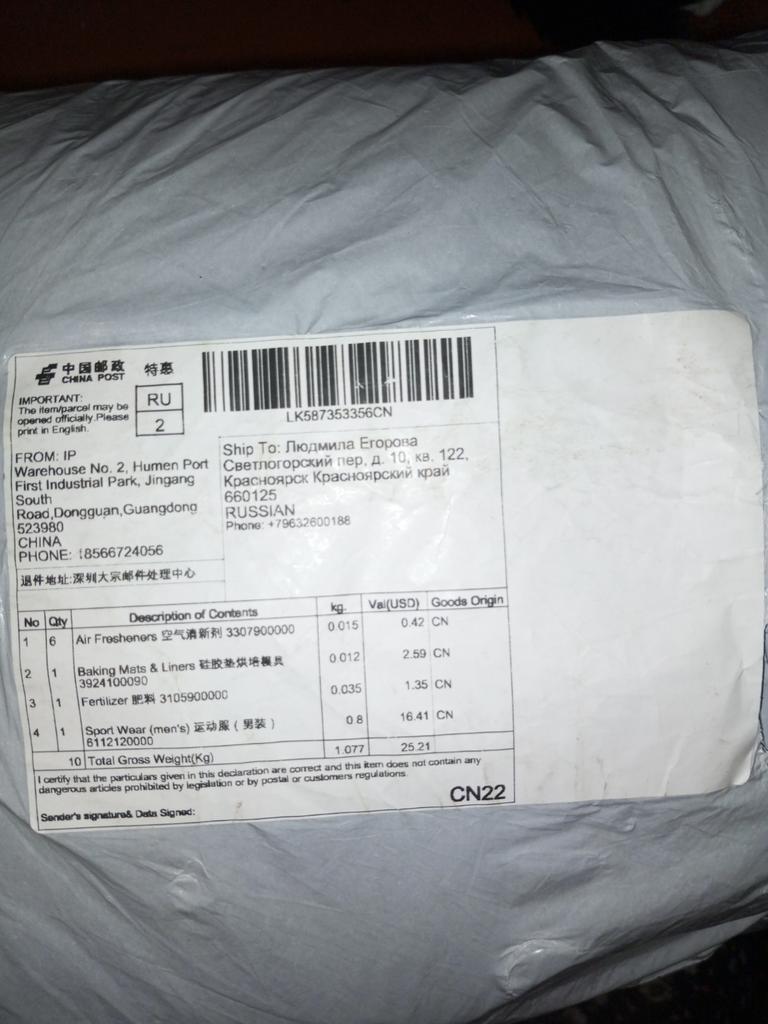 中国邮政 特惠
CHINA POST
IMPORTANT:
The item/parcel may be
opened officially.Please
print in English.
RU
2
LK587353356CN
FROM: IP
Warehouse No. 2, Humen Port
First Industrial Park, Jingang
South
Road,Dongguan,Guangdong
523980
CHINA
PHONE: 18566724056
退件地址:深圳大宗邮件处理中心
Ship To: Людмила Егорова
Светлогорский пер, д. 10, кв. 122,
Красноярск Красноярский край
660125
RUSSIAN
Phone: +79632600188
No Qty Description of Contents kg. Val(USD) Goods Origin
1 6 Air Fresheners 空气清新剂 3307900000 0.015 0.42 CN
2 1 Baking Mats & Liners 硅胶垫烘培模具 0.012 2.59 CN
3924100090
3 1 Fertilizer 肥料 3105900000 0.035 1.35 CN
4 1 Sport Wear (men's) 运动服（男装） 0.8 16.41 CN
6112120000
10 Total Gross Weight(Kg) 1.077 25.21
I certify that the particulars given in this declaration are correct and this item does not contain any
dangerous articles prohibited by legislation or by postal or customers regulations.
CN22
Sender's signature& Data Signed: